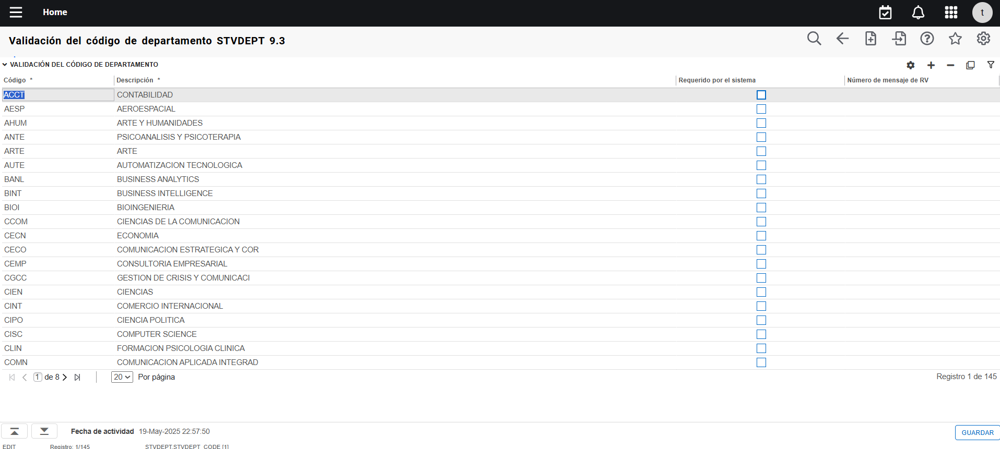 Home
t
Validación del código de departamento STVDEPT 9.3
VALIDACIÓN DEL CÓDIGO DE DEPARTAMENTO
Código * Descripción * Requerido por el sistema Número de mensaje de RV
ACCT CONTABILIDAD
AESP AEROESPACIAL
AHUM ARTE Y HUMANIDADES
ANTE PSICOANALISIS Y PSICOTERAPIA
ARTE ARTE
AUTE AUTOMATIZACION TECNOLOGICA
BANL BUSINESS ANALYTICS
BINT BUSINESS INTELLIGENCE
BIOI BIOINGENIERIA
CCOM CIENCIAS DE LA COMUNICACION
CECN ECONOMIA
CECO COMUNICACION ESTRATEGICA Y COR
CEMP CONSULTORIA EMPRESARIAL
CGCC GESTION DE CRISIS Y COMUNICACI
CIEN CIENCIAS
CINT COMERCIO INTERNACIONAL
CIPO CIENCIA POLITICA
CISC COMPUTER SCIENCE
CLIN FORMACION PSICOLOGIA CLINICA
COMN COMUNICACION APLICADA INTEGRAD
1 de 8 20 Por página Registro 1 de 145
Fecha de actividad 19-May-2025 22:57:50
GUARDAR
EDIT Registro: 1/145 STVDEPT.STVDEPT_CODE [1]